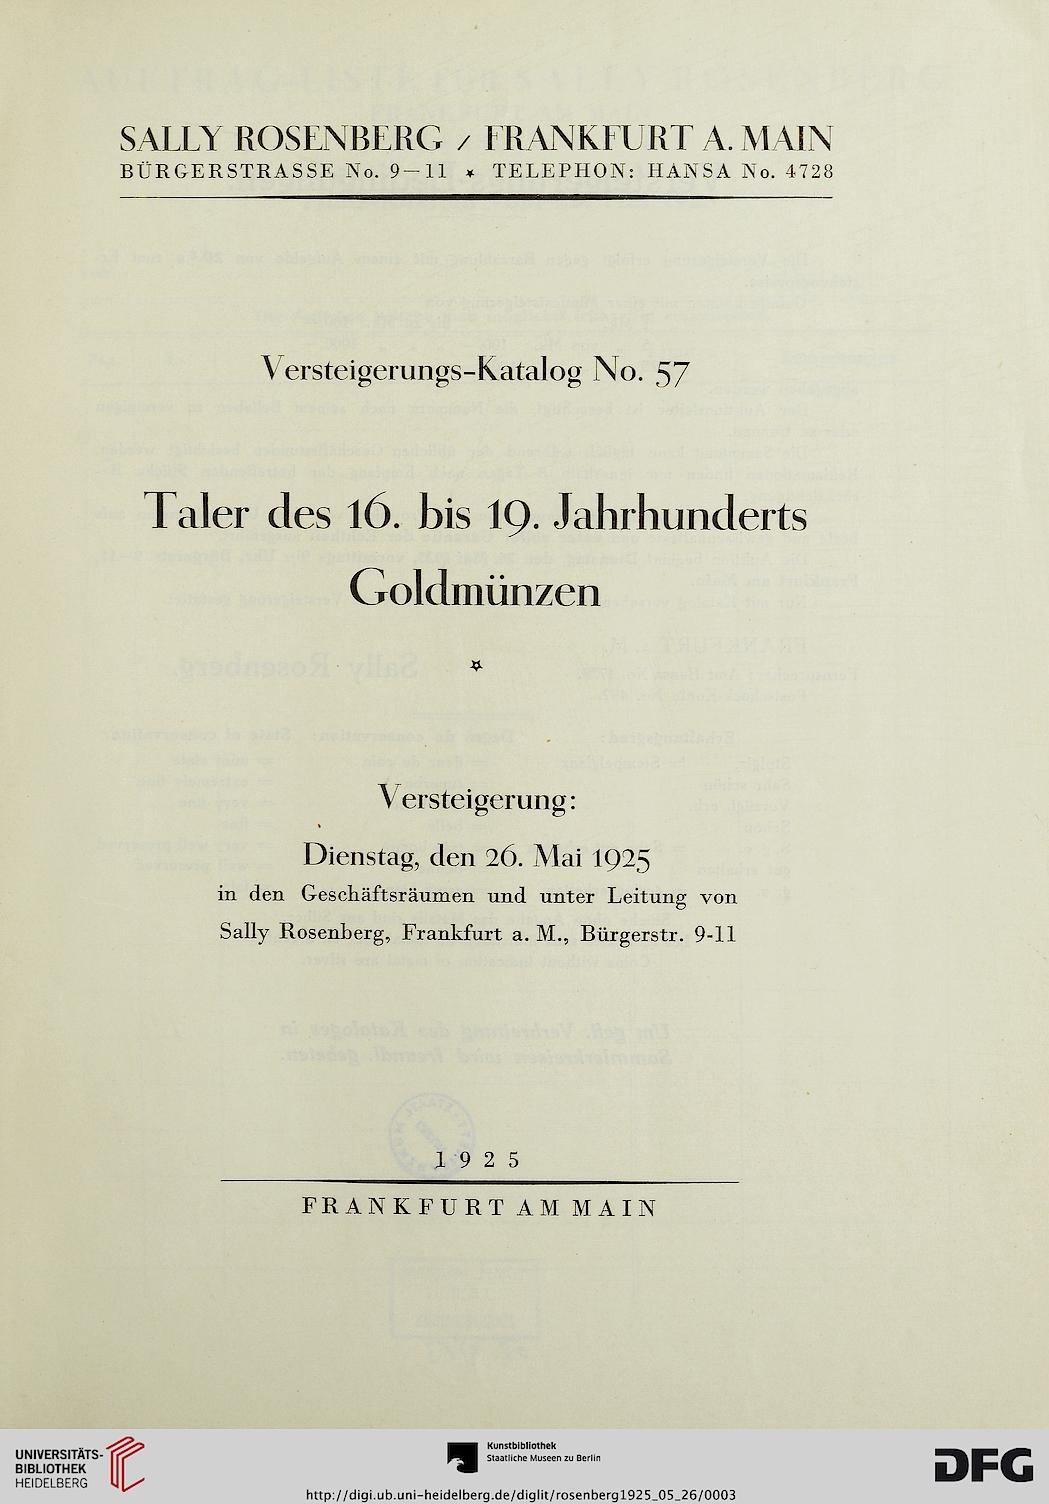 SALLY ROSENBERG / FRANKFURT A. MAIN
BÜRGERSTRASSE No. 9—11 ★ TELEPHON: HANSA No. 4728
Versteigerungs-Katalog No. 57
Taler des 16. bis 19. Jahrhunderts
Goldmünzen
Versteigerung:
Dienstag, den 26. Mai 1925
in den Geschäftsräumen und unter Leitung von
Sally Rosenberg, Frankfurt a. M., Bürgerstr. 9-11
1925
FRANKFURT AM MAIN
UNIVERSITÄTS-
BIBLIOTHEK
HEIDELBERG
Kunstbibliothek
Staatliche Museen zu Berlin
DFG
http://digi.ub.uni-heidelberg.de/diglit/rosenberg1925_05_26/0003